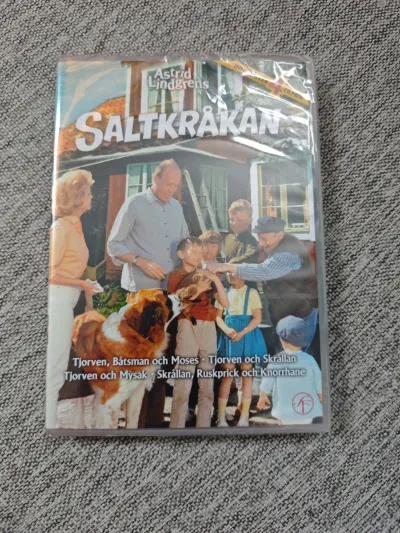 Astrid
Lindgrens
SALTKRÅKAN
Tjorven, Båtsman och Moses · Tjorven och Skrållan
Tjorven och Mysak · Skrållan, Ruskprick och Knorrhane